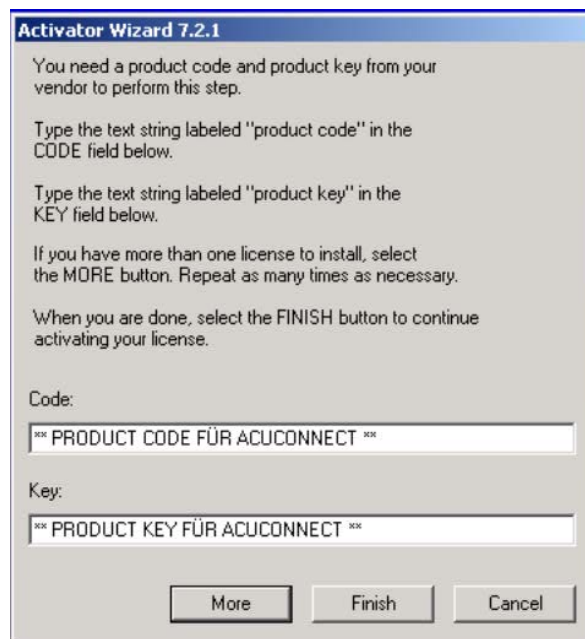 Activator Wizard 7.2.1
You need a product code and product key from your
vendor to perform this step.
Type the text string labeled "product code" in the
CODE field below.
Type the text string labeled "product key" in the
KEY field below.
If you have more than one license to install, select
the MORE button. Repeat as many times as necessary.
When you are done, select the FINISH button to continue
activating your license.
Code:
** PRODUCT CODE FÜR ACUCONNECT **
Key:
** PRODUCT KEY FÜR ACUCONNECT **
More Finish Cancel